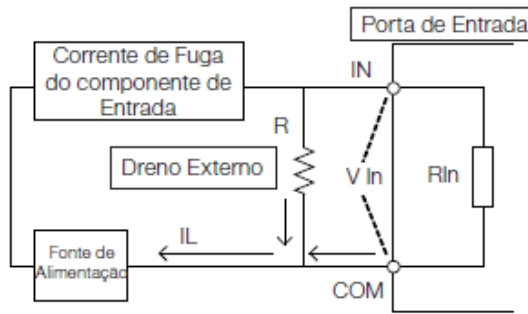 Porta de Entrada
Corrente de Fuga
do componente de
Entrada
IN
R
Dreno Externo
V In
RIn
Fonte de
Alimentação
IL
COM